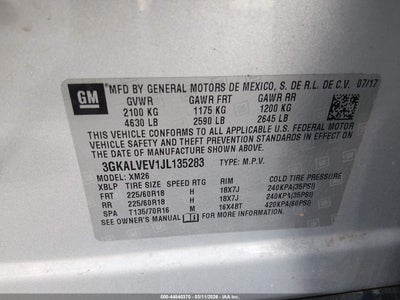 GM
MFD BY GENERAL MOTORS DE MEXICO, S. DE R.L. DE C.V. 07/17
GVWR GAWR FRT GAWR RR
2100 KG 1175 KG 1200 KG
4630 LB 2590 LB 2645 LB
THIS VEHICLE CONFORMS TO ALL APPLICABLE U.S. FEDERAL MOTOR
VEHICLE SAFETY
THEFT PREVENTION STANDARDS IN EFFECT ON THE DATE OF
MANUFACTURE SHOWN ABOVE.
3GKALVEV1JL135283 TYPE: M.P.V.
MODEL: XM26
XBLP TIRE SIZE SPEED RTG RIM COLD TIRE PRESSURE
FRT 225/60R18 H 18X7J 240KPA(35PSI)
RR 225/60R18 H 18X7J 240KPA(35PSI)
SPA T135/70R16 M 16X4BT 420KPA(60PSI)
SEE OWNER'S MANUAL FOR ADDITIONAL INFORMATION.